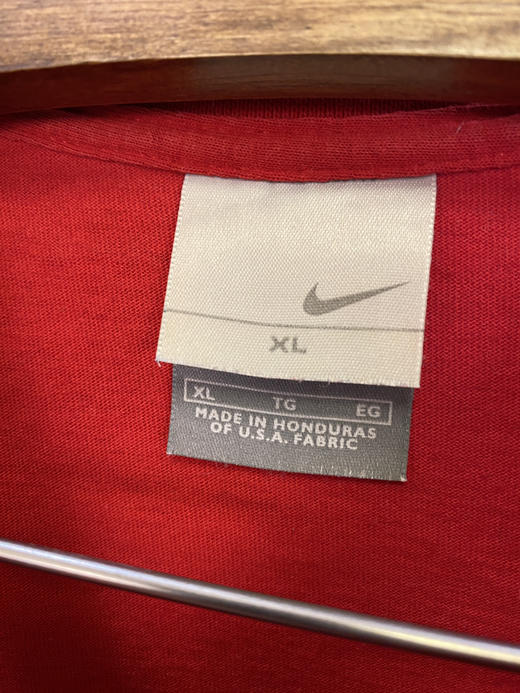 XL
XL TG EG
MADE IN HONDURAS
OF U.S.A. FABRIC